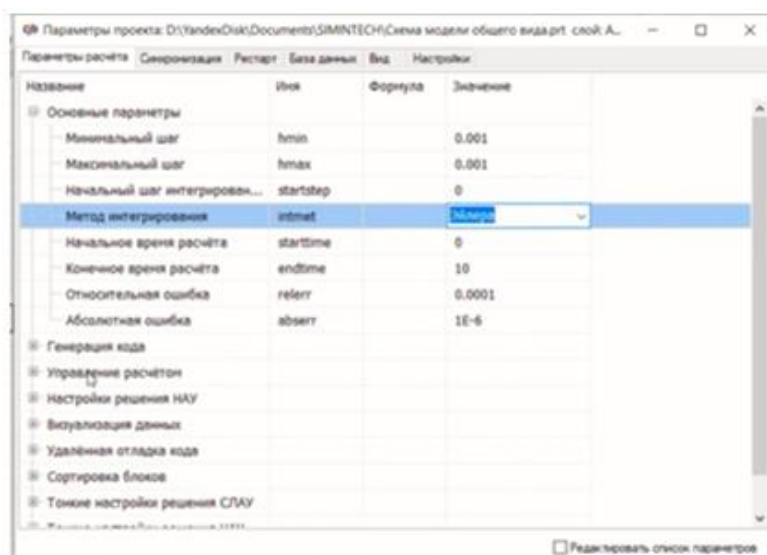 Параметры проекта: D:\YandexDisk\Documents\SIMINTECH\Схема модели общего вида.prt слой: A...
Параметры расчёта Синхронизация Рестарт База данных Вид Настройки
Название Имя Формула Значение
Основные параметры
Минимальный шаг hmin 0.001
Максимальный шаг hmax 0.001
Начальный шаг интегрирован... startstep 0
Метод интегрирования intmet Эйлера
Начальное время расчёта starttime 0
Конечное время расчёта endtime 10
Относительная ошибка relerr 0.0001
Абсолютная ошибка abserr 1E-6
Генерация кода
Управление расчётом
Настройки решения НАУ
Визуализация данных
Удалённая отладка кода
Сортировка блоков
Тонкие настройки решения СЛАУ
Редактировать список параметров